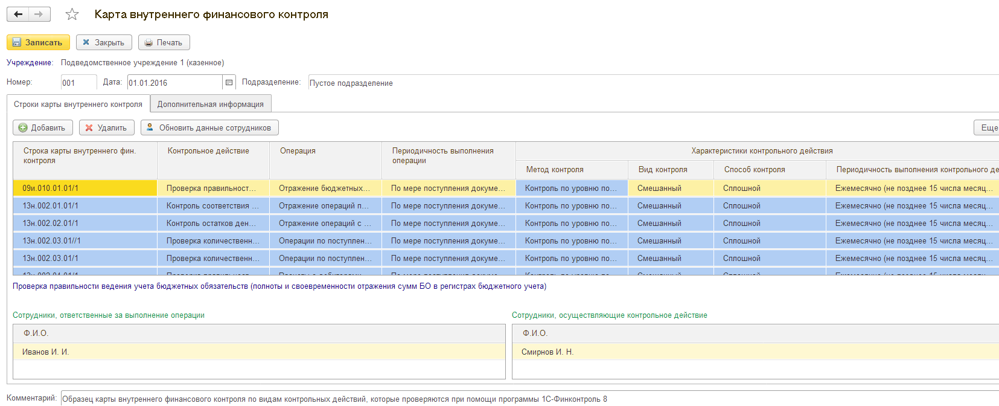 Карта внутреннего финансового контроля
Записать Закрыть Печать
Учреждение: Подведомственное учреждение 1 (казенное)
Номер: 001 Дата: 01.01.2016 Подразделение: Пустое подразделение
Строки карты внутреннего контроля Дополнительная информация
Добавить Удалить Обновить данные сотрудников Еще
Строка карты внутреннего фин. контроля Контрольное действие Операция Периодичность выполнения операции Характеристики контрольного действия
Метод контроля Вид контроля Способ контроля Периодичность выполнения контрольного де
09и.010.01.01/1 Проверка правильност... Отражение бюджетных... По мере поступления докуме... Контроль по уровню по... Смешанный Сплошной Ежемесячно (не позднее 15 числа месяц...
13н.002.01.01/1 Контроль соответствия ... Отражение операций п... По мере поступления докуме... Контроль по уровню по... Смешанный Сплошной Ежемесячно (не позднее 15 числа месяц...
13н.002.02.01/1 Контроль остатков ден... Отражение операций с ... По мере поступления докуме... Контроль по уровню по... Смешанный Сплошной Ежемесячно (не позднее 15 числа месяц...
13н.002.03.01//1 Проверка количественн... Операции по поступлен... По мере поступления докуме... Контроль по уровню по... Смешанный Сплошной Ежемесячно (не позднее 15 числа месяц...
13н.002.03.01/1 Проверка количественн... Операции по поступлен... По мере поступления докуме... Контроль по уровню по... Смешанный Сплошной Ежемесячно (не позднее 15 числа месяц...
Проверка правильности ведения учета бюджетных обязательств (полноты и своевременности отражения сумм БО в регистрах бюджетного учета)
Сотрудники, ответственные за выполнение операции Сотрудники, осуществляющие контрольное действие
Ф.И.О. Ф.И.О.
Иванов И. И. Смирнов И. Н.
Комментарий: Образец карты внутреннего финансового контроля по видам контрольных действий, которые проверяются при помощи программы 1С-Финконтроль 8